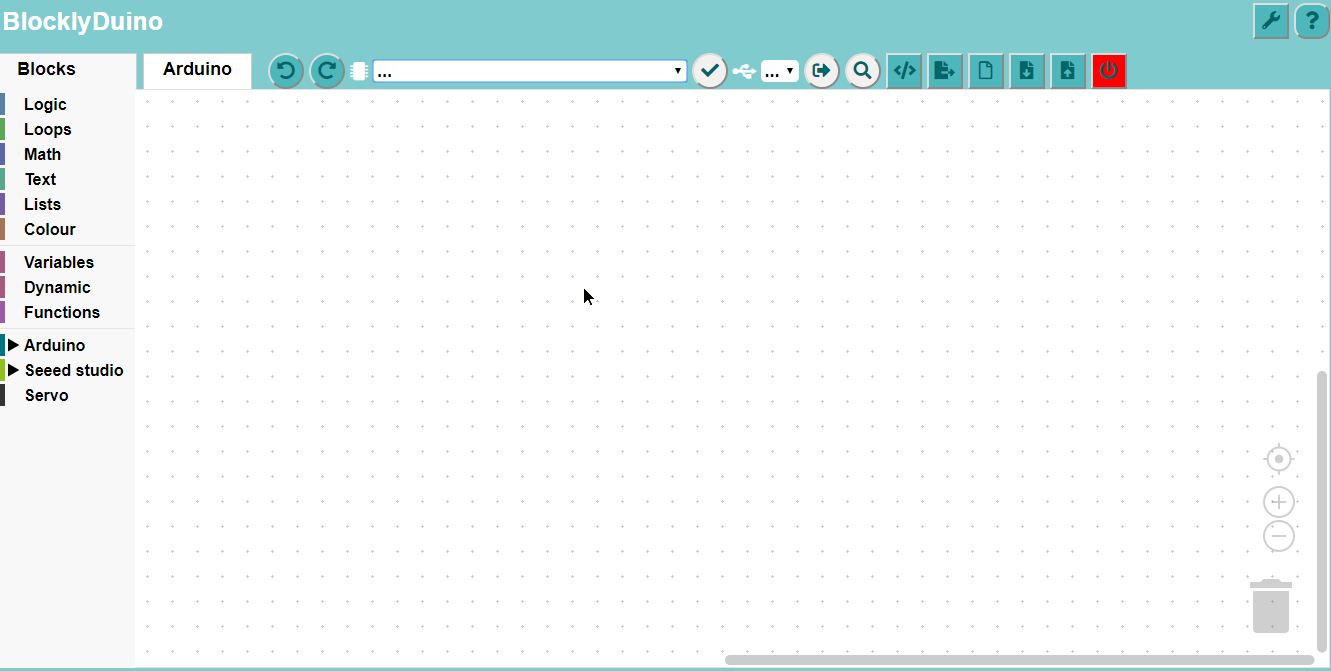 BlocklyDuino
?
Blocks
Arduino
...
...
</>
Logic
Loops
Math
Text
Lists
Colour
Variables
Dynamic
Functions
Arduino
Seeed studio
Servo